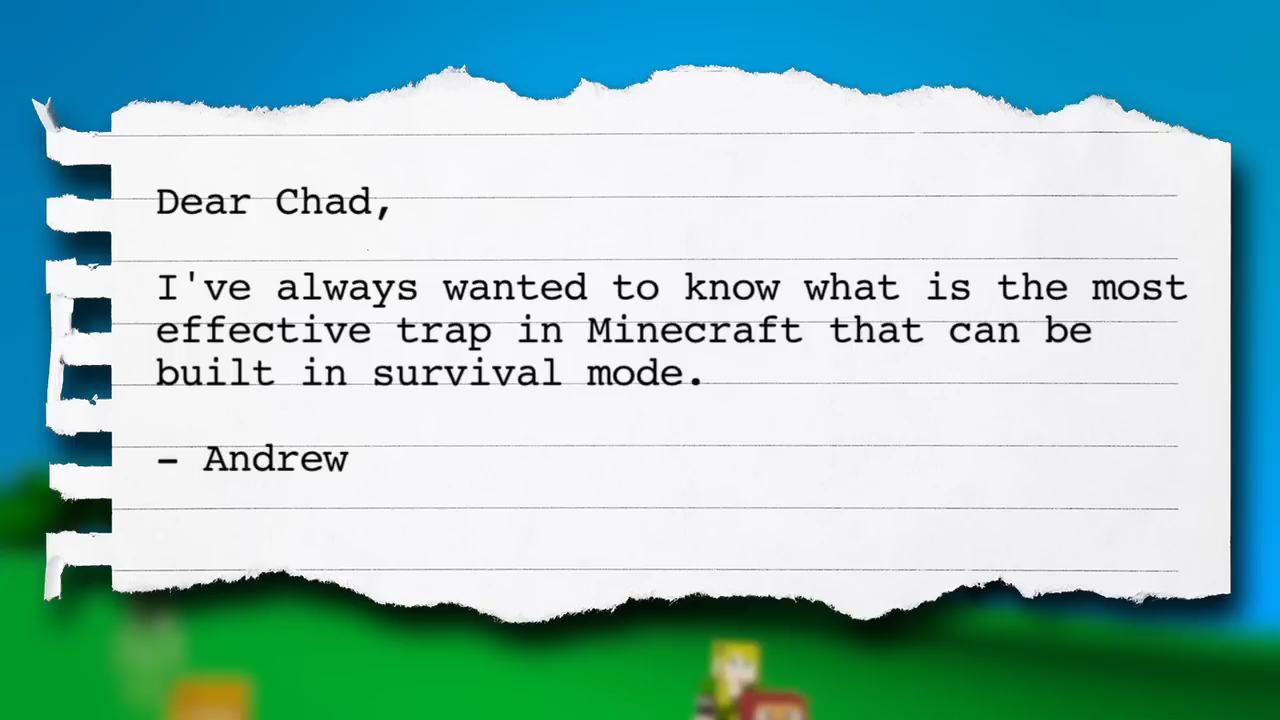 Dear Chad,
I've always wanted to know what is the most
effective trap in Minecraft that can be
built in survival mode.
– Andrew